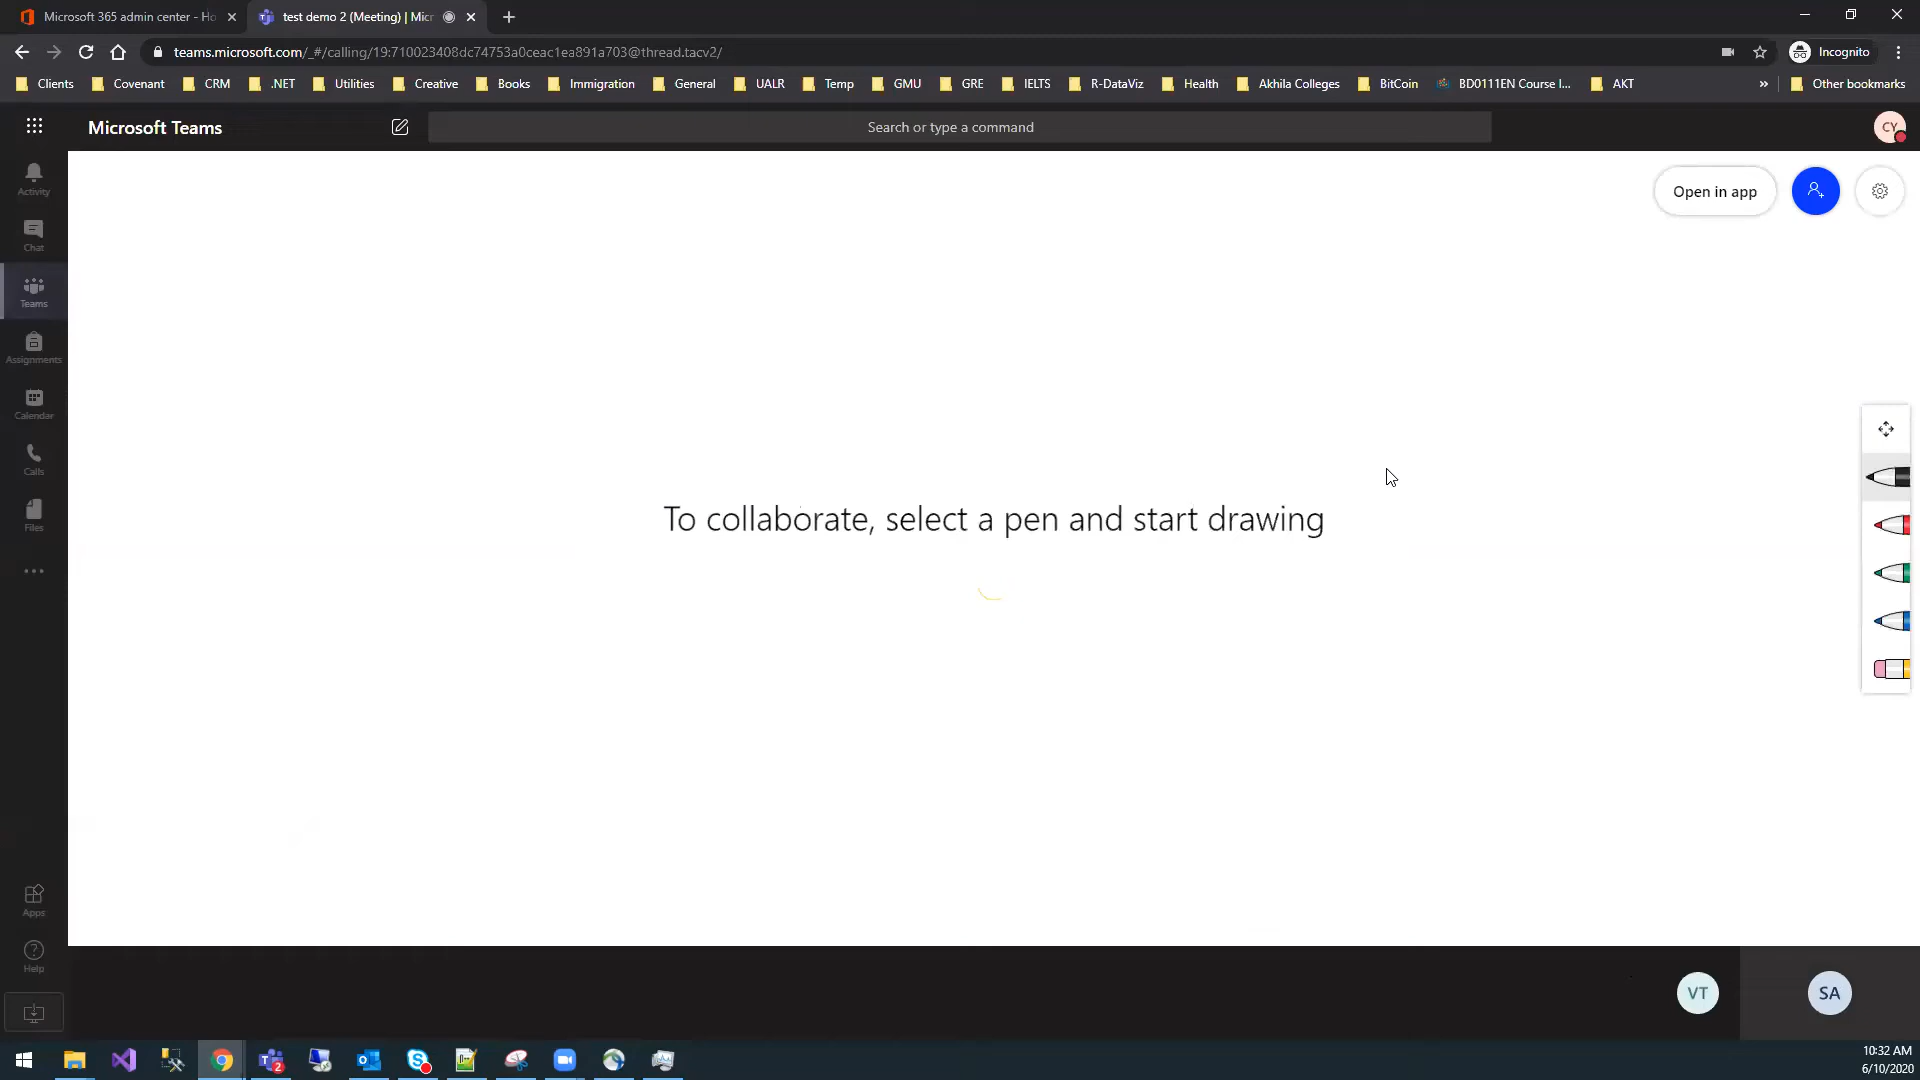 Microsoft 365 admin center - Ho
test demo 2 (Meeting) | Micr
teams.microsoft.com/_#/calling/19:710023408dc74753a0ceac1ea891a703@thread.tacv2/
Incognito
Clients Covenant CRM .NET Utilities Creative Books Immigration General UALR Temp GMU GRE IELTS R-DataViz Health Akhila Colleges BitCoin BD0111EN Course I... AKT » Other bookmarks
Microsoft Teams
Search or type a command
CY
Activity
Chat
Teams
Assignments
Calendar
Calls
Files
Apps
Help
Open in app
To collaborate, select a pen and start drawing
VT
SA
2
10:32 AM
6/10/2020